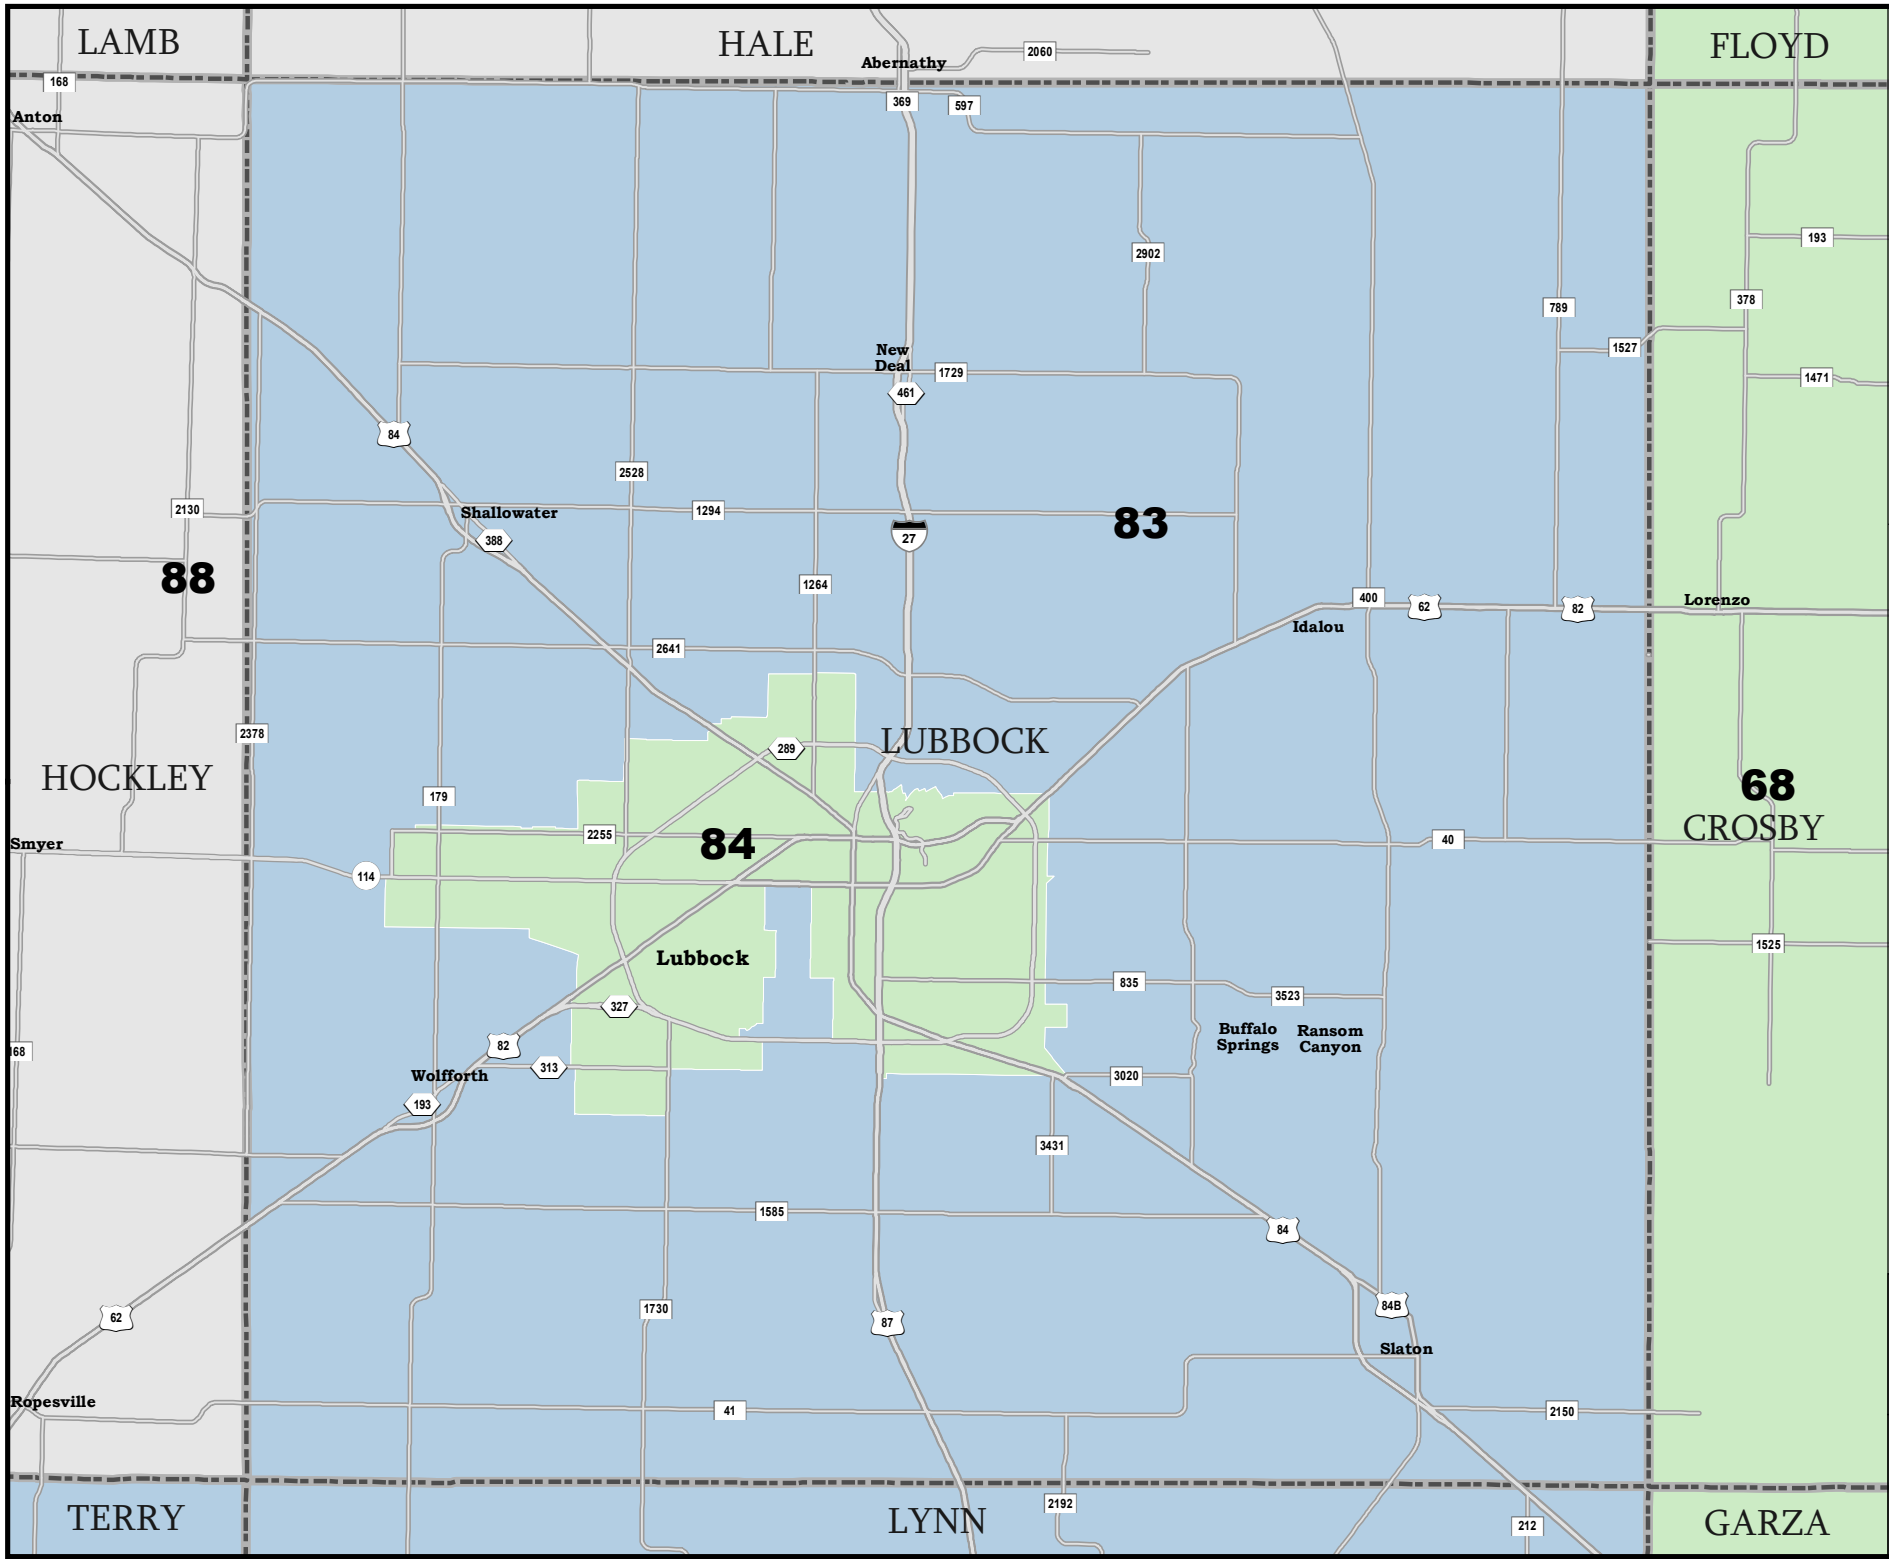 LAMB
HALE
FLOYD
Abernathy
2060
168
369
597
Anton
193
2902
378
789
New
Deal
1527
1729
1471
461
84
2528
2130
1294
Shallowater
83
388
27
88
1264
400
62
82
Lorenzo
Idalou
2641
2378
LUBBOCK
289
HOCKLEY
68
179
CROSBY
2255
84
40
Smyer
114
1525
Lubbock
835
3523
327
Buffalo
Springs
Ransom
Canyon
82
168
313
Wolfforth
3020
193
3431
1585
84
62
1730
87
84B
Slaton
Ropesville
41
2150
TERRY
LYNN
2192
212
GARZA